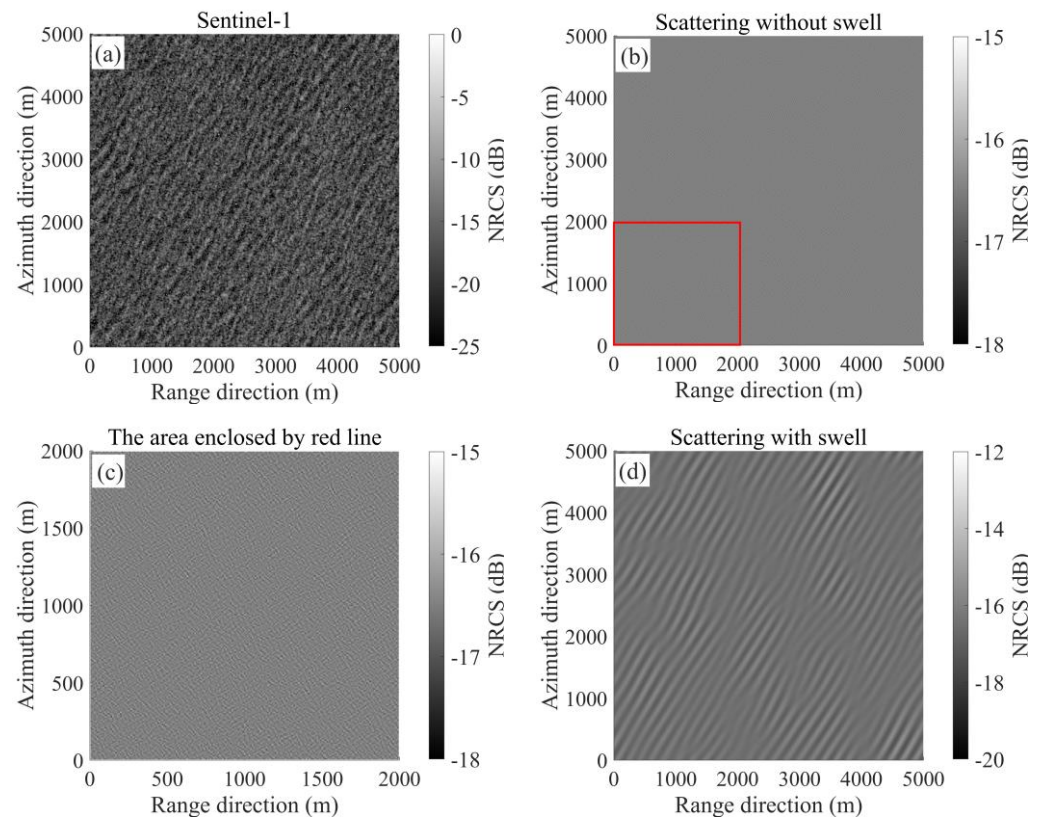 Sentinel-1
(a)
5000
4000
3000
2000
1000
0
Azimuth direction (m)
0 1000 2000 3000 4000 5000
Range direction (m)
0
-5
-10
-15
-20
-25
NRCS (dB)
Scattering without swell
(b)
5000
4000
3000
2000
1000
0
Azimuth direction (m)
0 1000 2000 3000 4000 5000
Range direction (m)
-15
-16
-17
-18
NRCS (dB)
The area enclosed by red line
(c)
2000
1500
1000
500
0
Azimuth direction (m)
0 500 1000 1500 2000
Range direction (m)
-15
-16
-17
-18
NRCS (dB)
Scattering with swell
(d)
5000
4000
3000
2000
1000
0
Azimuth direction (m)
0 1000 2000 3000 4000 5000
Range direction (m)
-12
-14
-16
-18
-20
NRCS (dB)